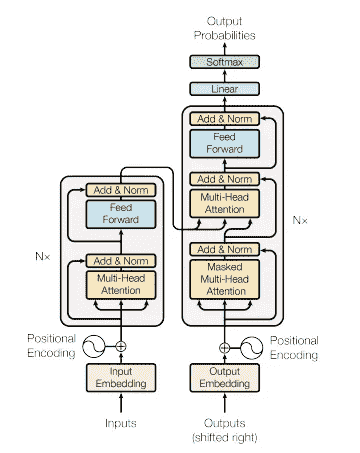 Output
Probabilities
Softmax
Linear
Add & Norm
Feed
Forward
Add & Norm
Multi-Head
Attention
Add & Norm
Masked
Multi-Head
Attention
N×
Add & Norm
Feed
Forward
Add & Norm
Multi-Head
Attention
N×
Positional
Encoding
Positional
Encoding
Input
Embedding
Output
Embedding
Inputs
Outputs
(shifted right)